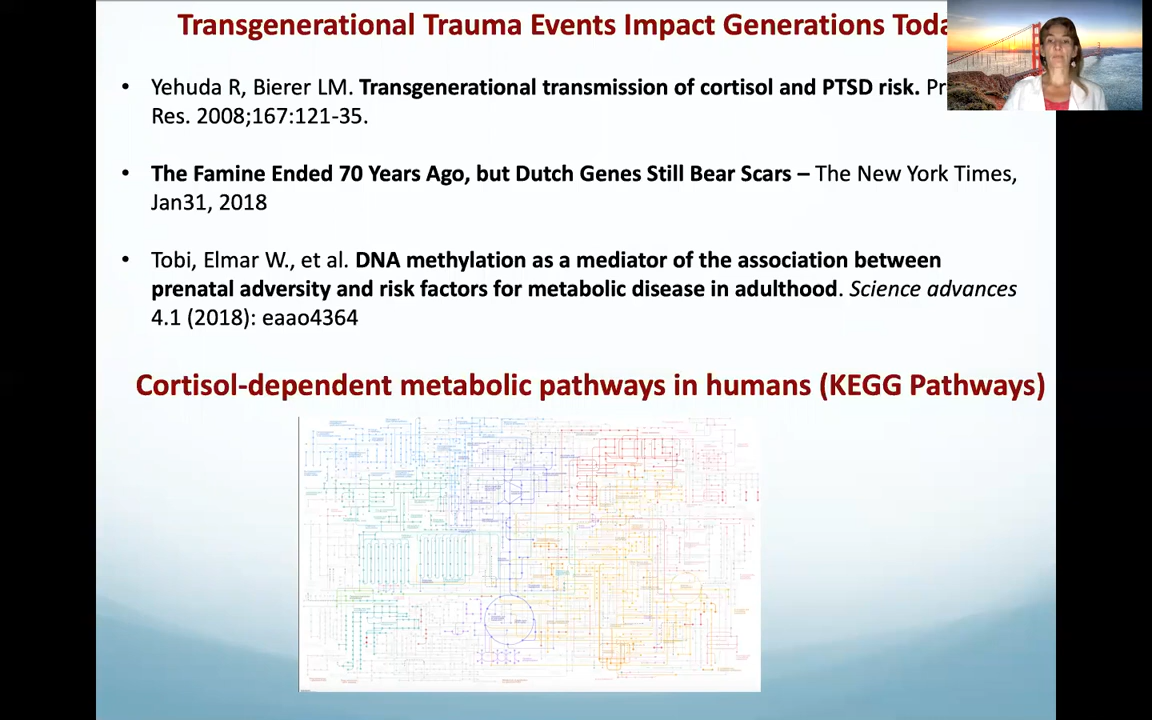 Transgenerational Trauma Events Impact Generations
Yehuda R, Bierer LM. Transgenerational transmission of cortisol and PTSD risk.
Res. 2008;167:121-35.
The Famine Ended 70 Years Ago, but Dutch Genes Still Bear Scars – The New York Times,
Jan31, 2018
Tobi, Elmar W., et al. DNA methylation as a mediator of the association between
prenatal adversity and risk factors for metabolic disease in adulthood. Science advances
4.1 (2018): eaao4364
Cortisol-dependent metabolic pathways in humans (KEGG Pathways)